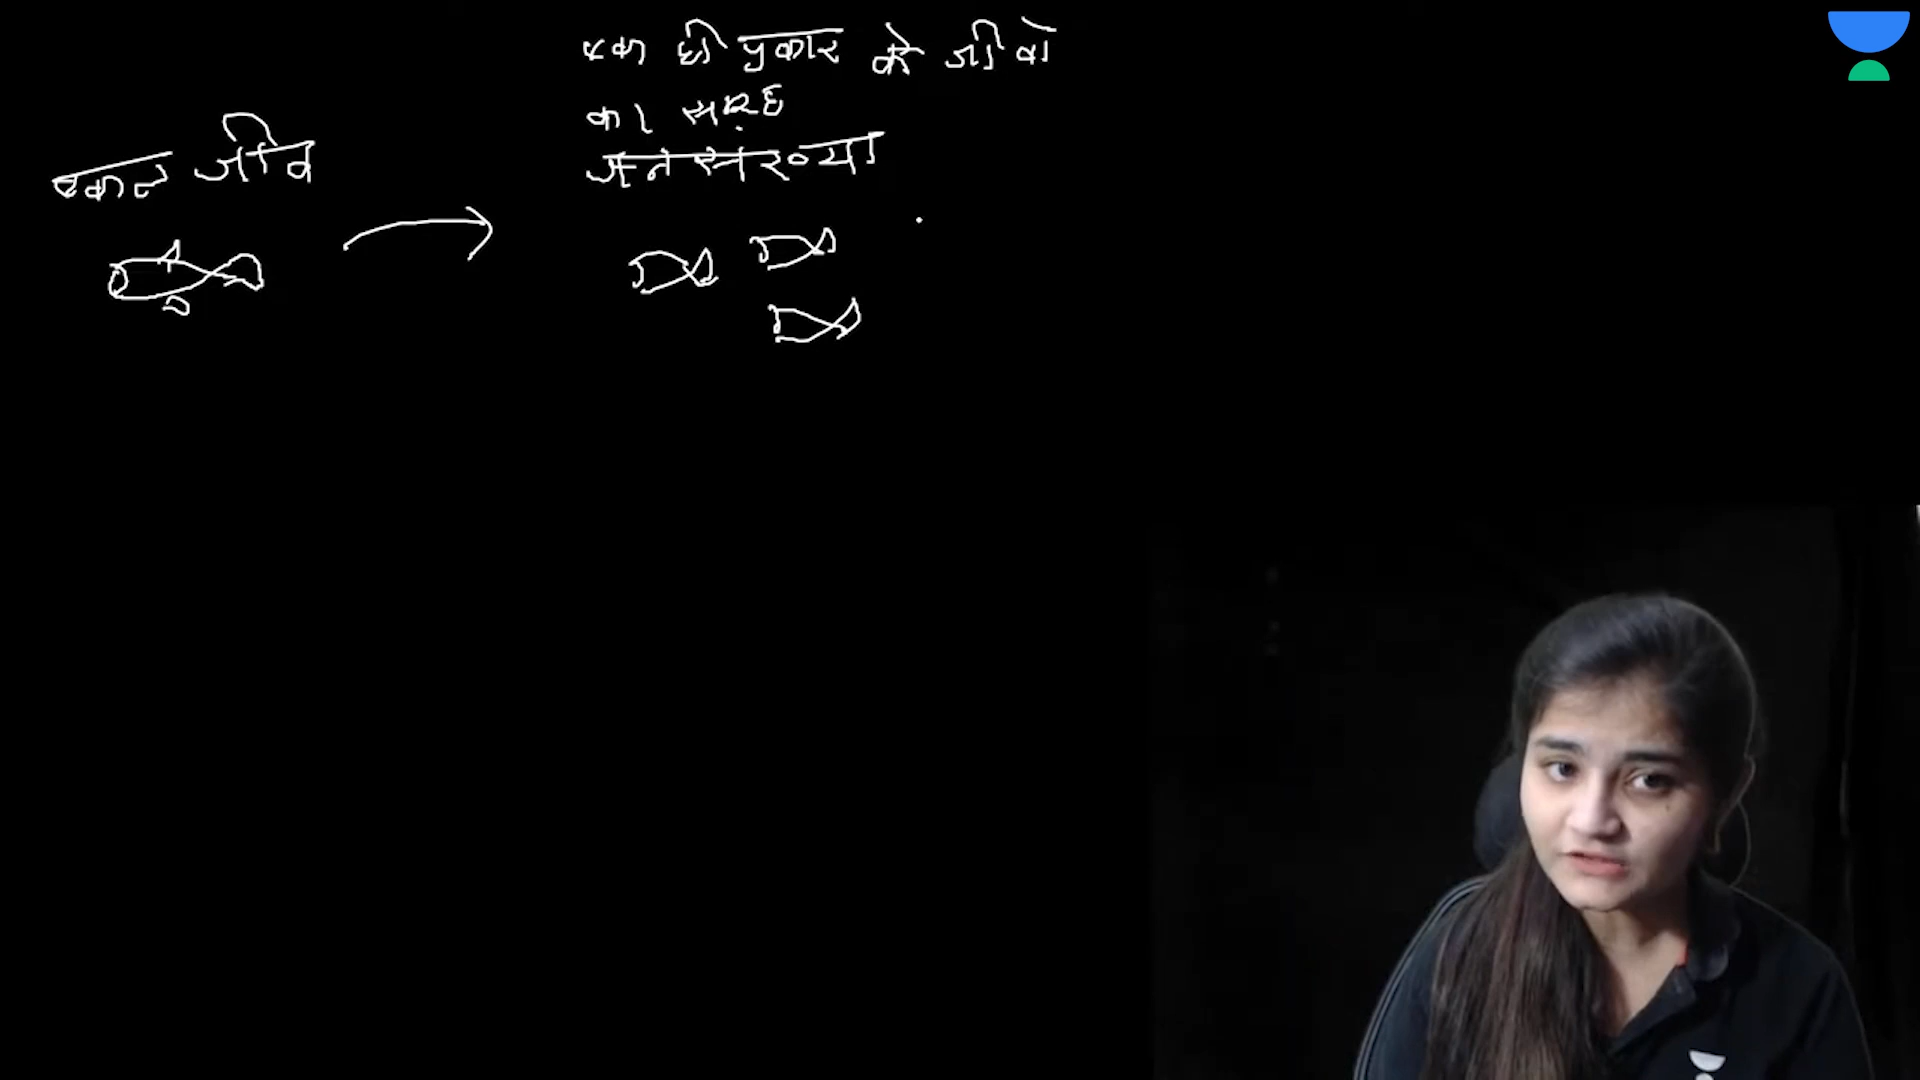 एकल जीव
एक ही प्रकार के जीवो
का समूह
जनसंख्या